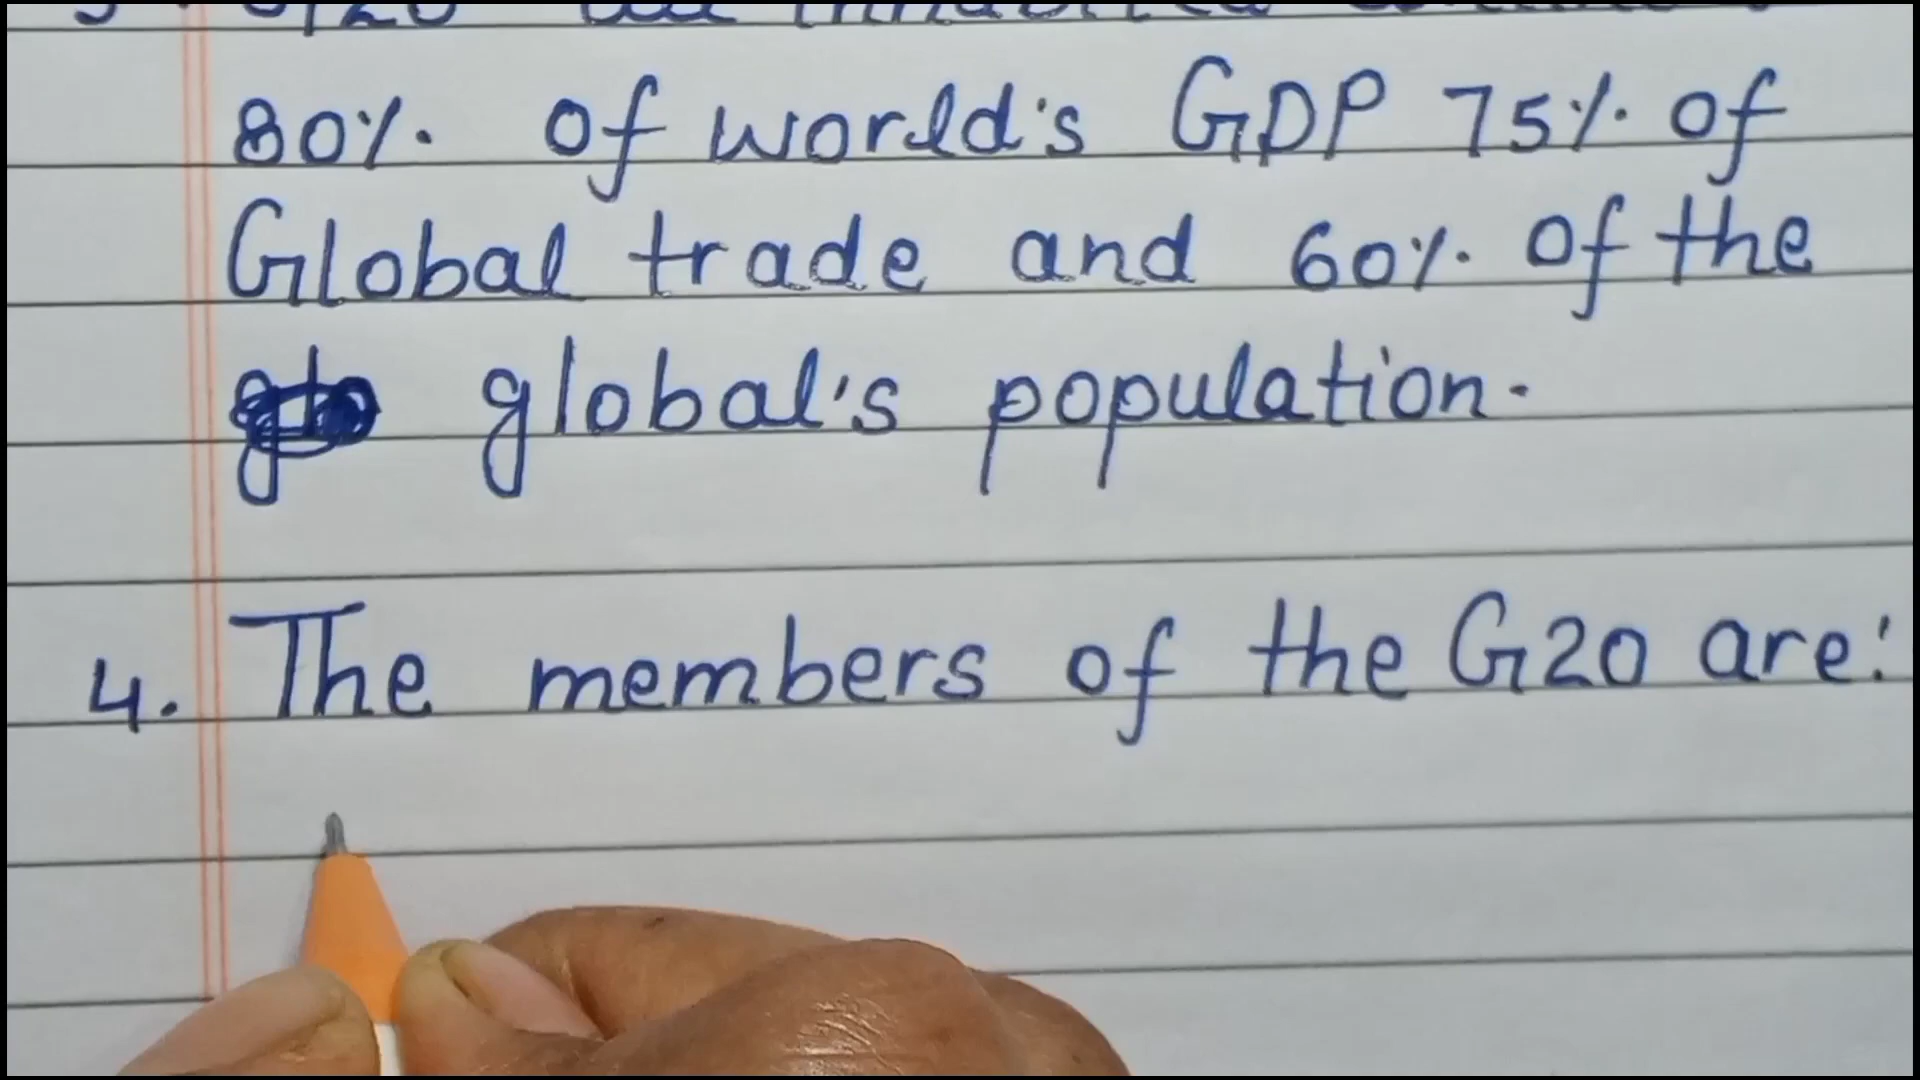 80% of world's GDP 75% of
Global trade and 60% of the
global's population.
4. The members of the G20 are: